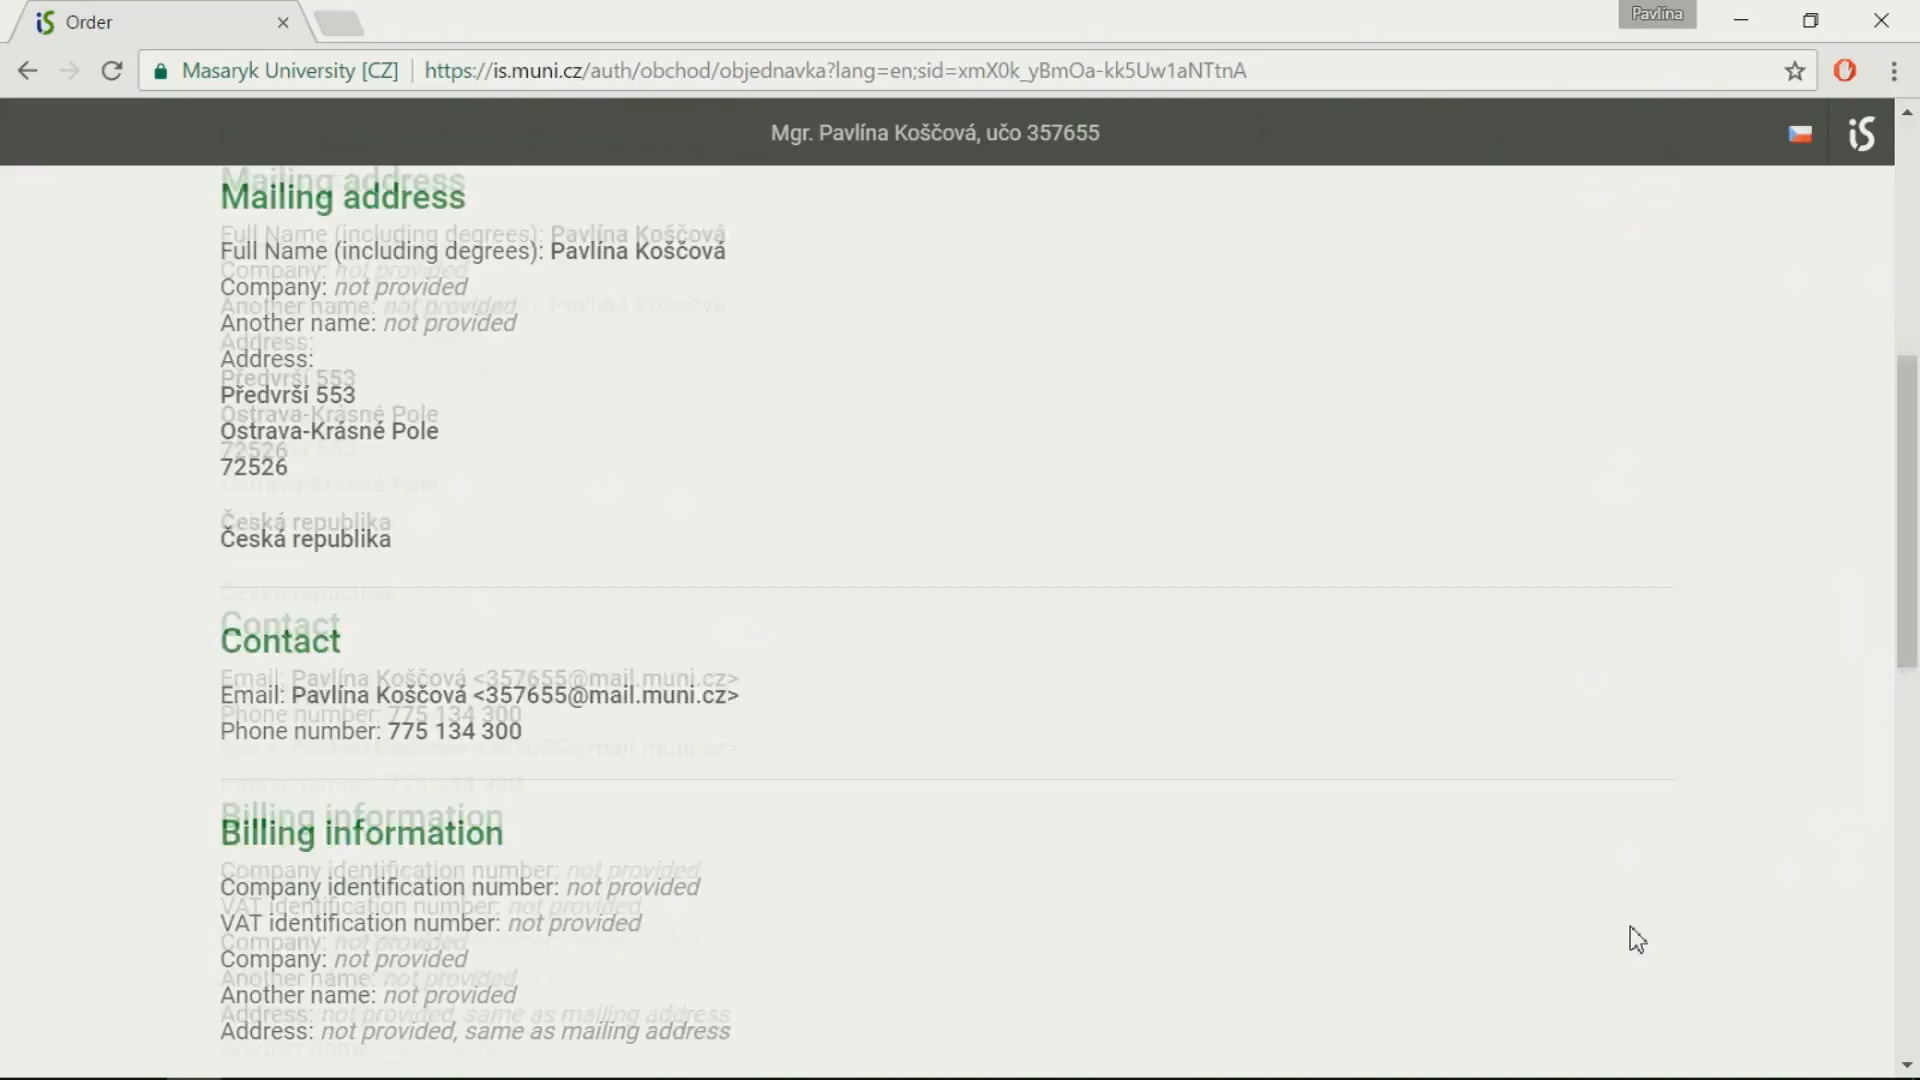 Order
Pavlína
Masaryk University [CZ] https://is.muni.cz/auth/obchod/objednavka?lang=en;sid=xmX0k_yBmOa-kk5Uw1aNTtnA
Mgr. Pavlína Koščová, učo 357655
Mailing address
Full Name (including degrees): Pavlína Koščová
Company: not provided
Another name: not provided
Address:
Předvrší 553
Ostrava-Krásné Pole
72526
Česká republika
Contact
Email: Pavlína Koščová <357655@mail.muni.cz>
Phone number: 775 134 300
Billing information
Company identification number: not provided
VAT identification number: not provided
Company: not provided
Another name: not provided
Address: not provided, same as mailing address